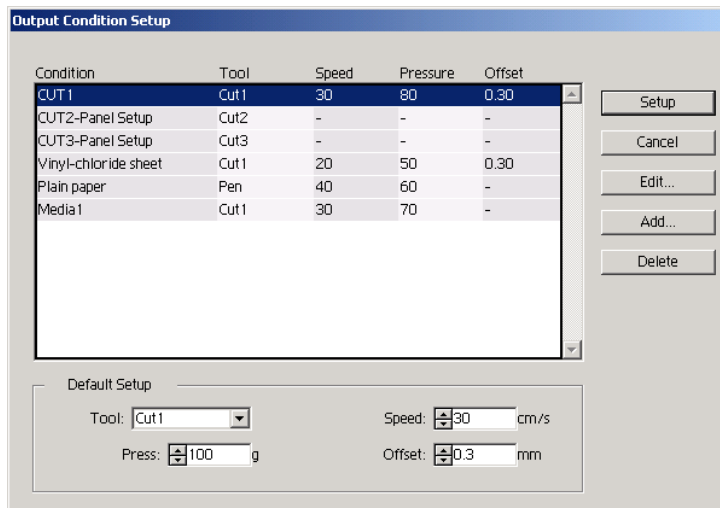 Output Condition Setup
Condition Tool Speed Pressure Offset
CUT1 Cut1 30 80 0.30
CUT2-Panel Setup Cut2 - - -
CUT3-Panel Setup Cut3 - - -
Vinyl-chloride sheet Cut1 20 50 0.30
Plain paper Pen 40 60 -
Media1 Cut1 30 70 -
Setup
Cancel
Edit...
Add...
Delete
Default Setup
Tool: Cut1 Speed: 30 cm/s
Press: 100 g Offset: 0.3 mm